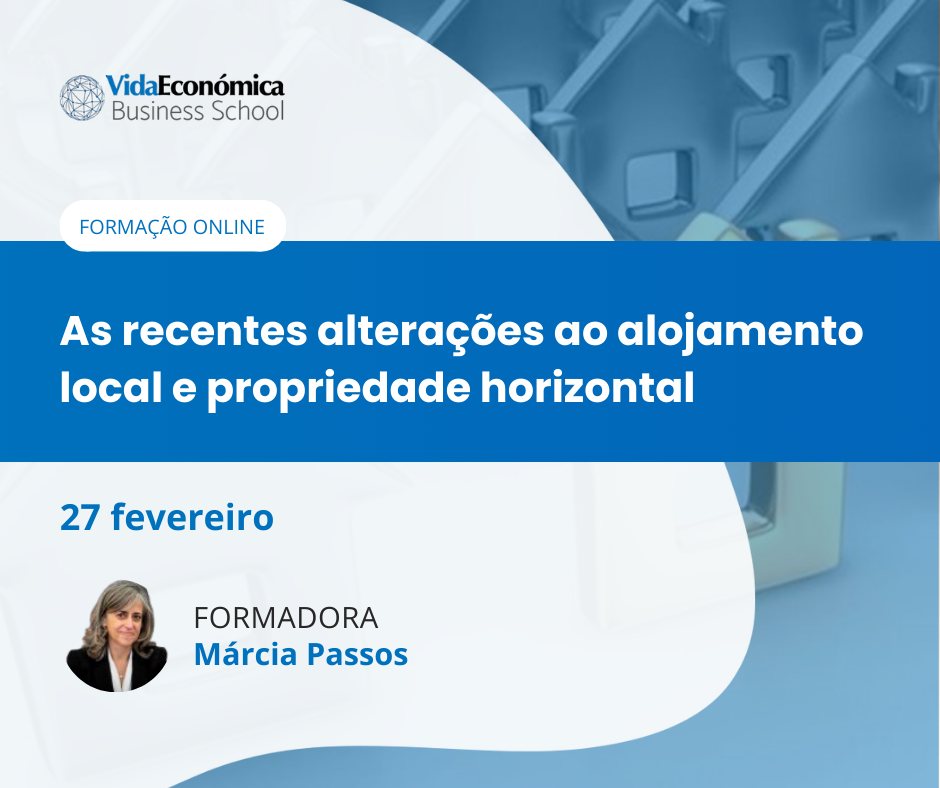 VidaEconómica
Business School
FORMAÇÃO ONLINE
As recentes alterações ao alojamento
local e propriedade horizontal
27 fevereiro
FORMADORA
Márcia Passos